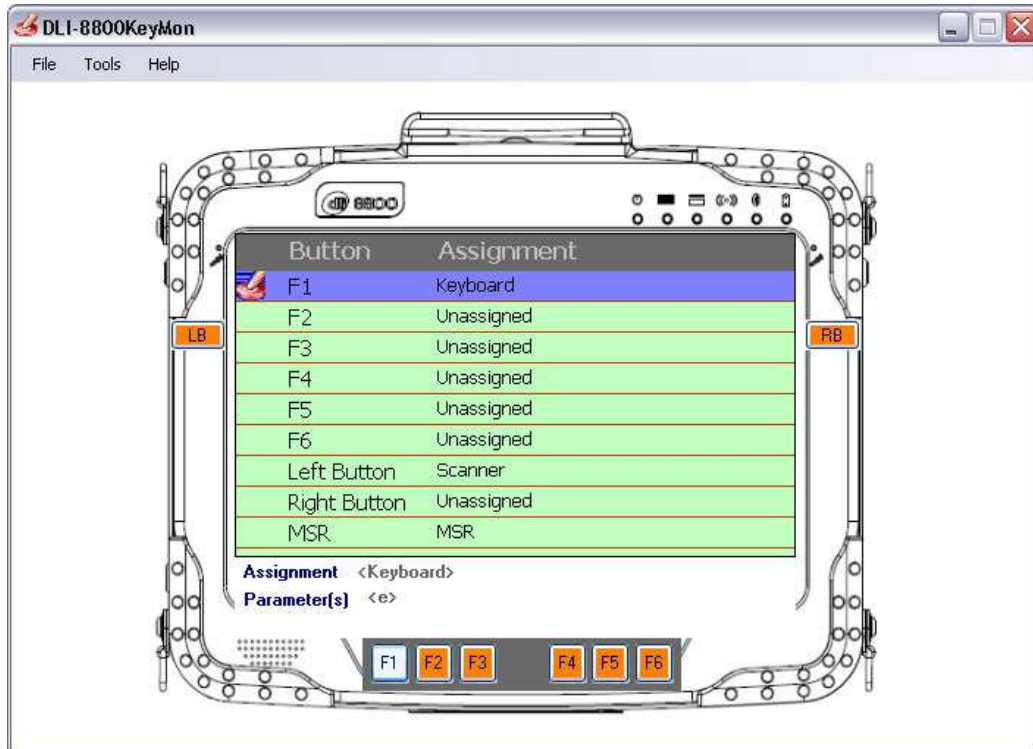 DLI-8800KeyMon
File Tools Help
dli 8800
Button Assignment
F1 Keyboard
F2 Unassigned
F3 Unassigned
F4 Unassigned
F5 Unassigned
F6 Unassigned
Left Button Scanner
Right Button Unassigned
MSR MSR
LB
RB
Assignment <Keyboard>
Parameter(s) <e>
F1 F2 F3 F4 F5 F6